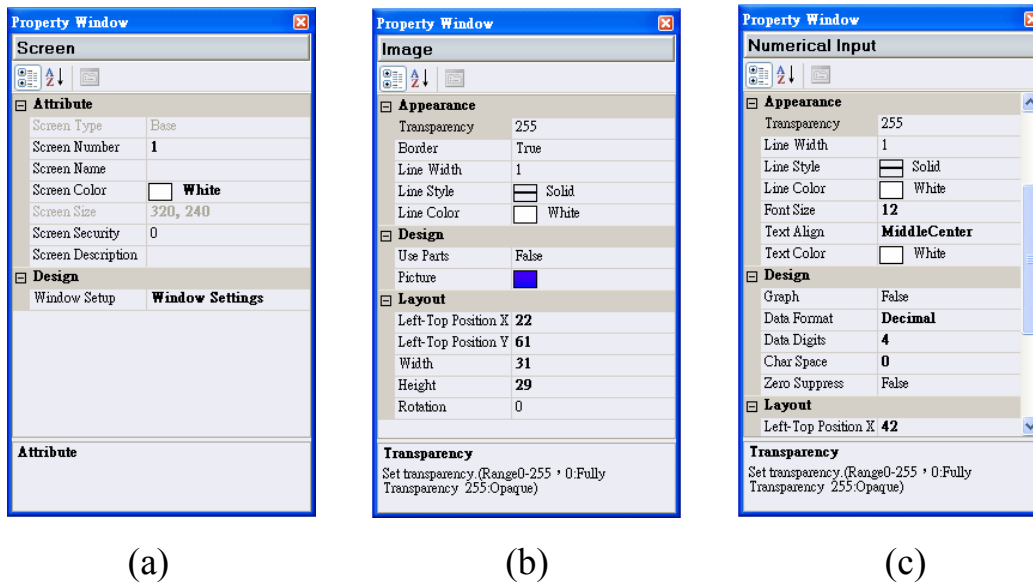 Property Window
Screen
Attribute
Screen Type Base
Screen Number 1
Screen Name
Screen Color White
Screen Size 320, 240
Screen Security 0
Screen Description
Design
Window Setup Window Settings
Attribute
(a)
Property Window
Image
Appearance
Transparency 255
Border True
Line Width 1
Line Style Solid
Line Color White
Design
Use Parts False
Picture
Layout
Left-Top Position X 22
Left-Top Position Y 61
Width 31
Height 29
Rotation 0
Transparency
Set transparency.(Range0-255，0:Fully
Transparency 255:Opaque)
(b)
Property Window
Numerical Input
Appearance
Transparency 255
Line Width 1
Line Style Solid
Line Color White
Font Size 12
Text Align MiddleCenter
Text Color White
Design
Graph False
Data Format Decimal
Data Digits 4
Char Space 0
Zero Suppress False
Layout
Left-Top Position X 42
Transparency
Set transparency.(Range0-255，0:Fully
Transparency 255:Opaque)
(c)